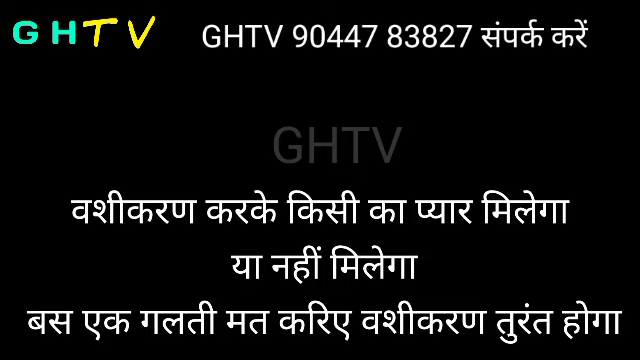 GHTV
GHTV 90447 83827 संपर्क करें
GHTV
वशीकरण करके किसी का प्यार मिलेगा
या नहीं मिलेगा
बस एक गलती मत करिए वशीकरण तुरंत होगा